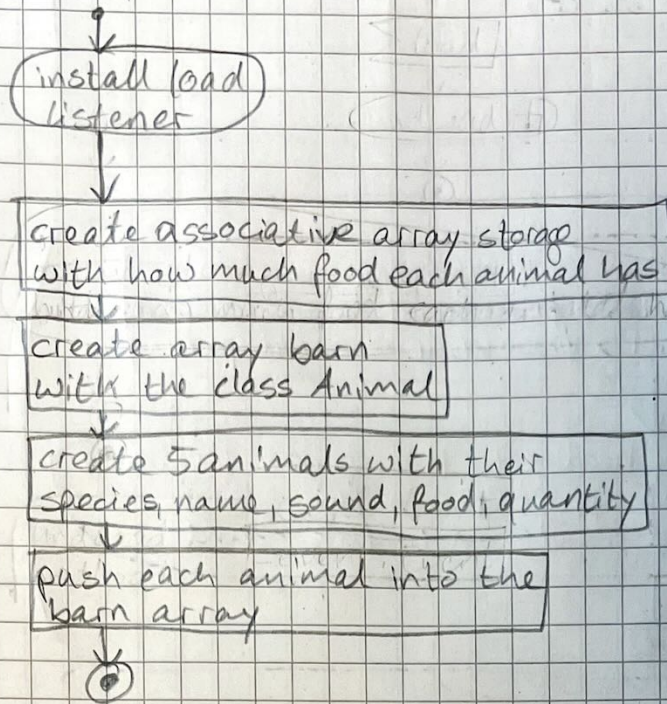 install load
listener
create associative array storage
with how much food each animal has
create array barn
with the class Animal
create 5 animals with their
species, name, sound, food, quantity
push each animal into the
barn array